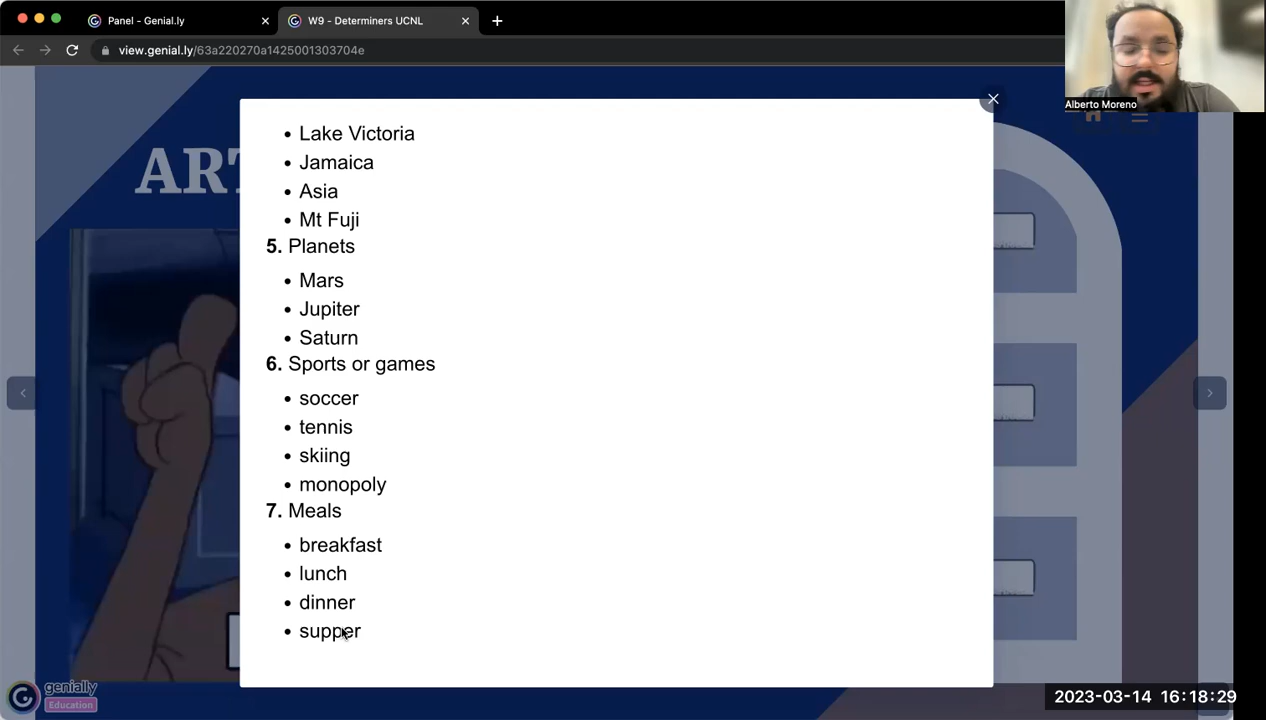 Panel - Genial.ly
W9 - Determiners UCNL
view.genial.ly/63a220270a1425001303704e
Alberto Moreno
ART
• Lake Victoria
• Jamaica
• Asia
• Mt Fuji
5. Planets
• Mars
• Jupiter
• Saturn
6. Sports or games
• soccer
• tennis
• skiing
• monopoly
7. Meals
• breakfast
• lunch
• dinner
• supper
genially
Education
2023-03-14 16:18:29